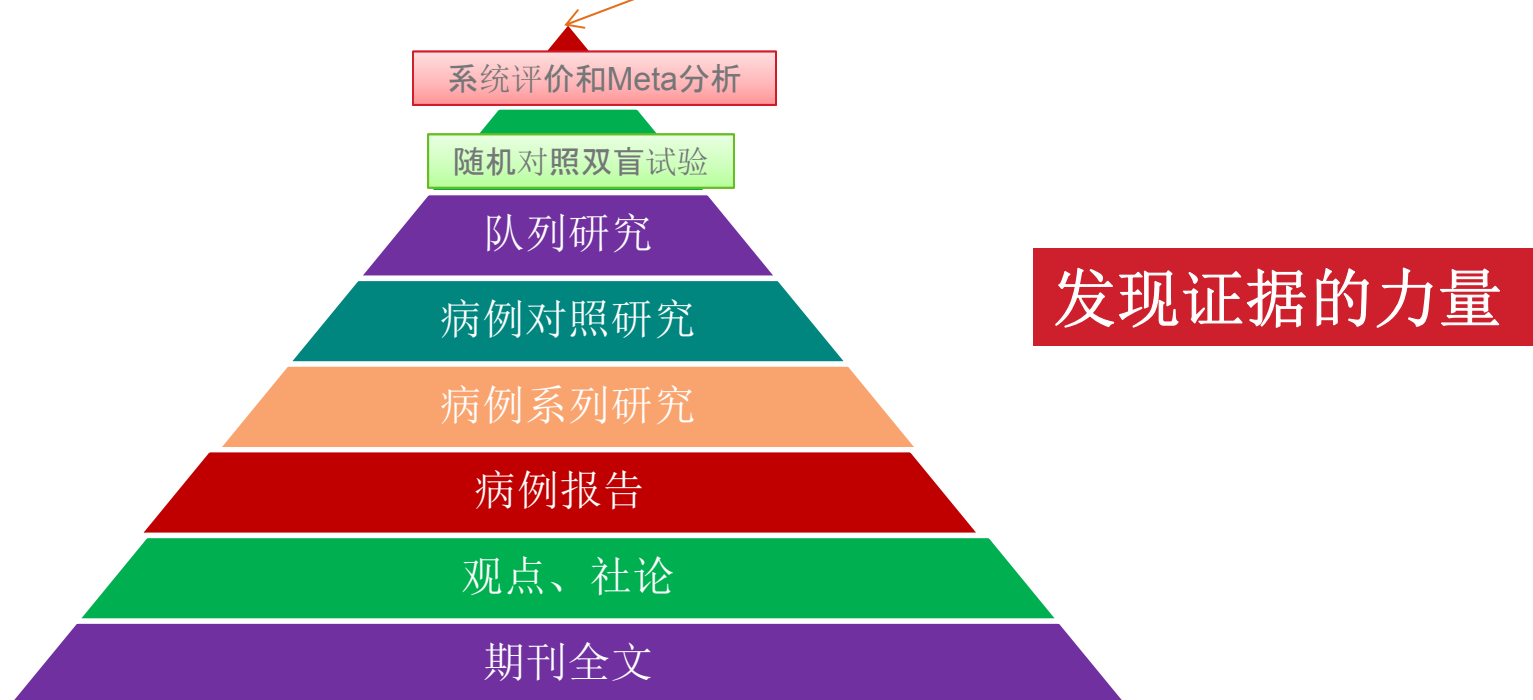 系统评价和Meta分析
随机对照双盲试验
队列研究
病例对照研究
发现证据的力量
病例系列研究
病例报告
观点、社论
期刊全文